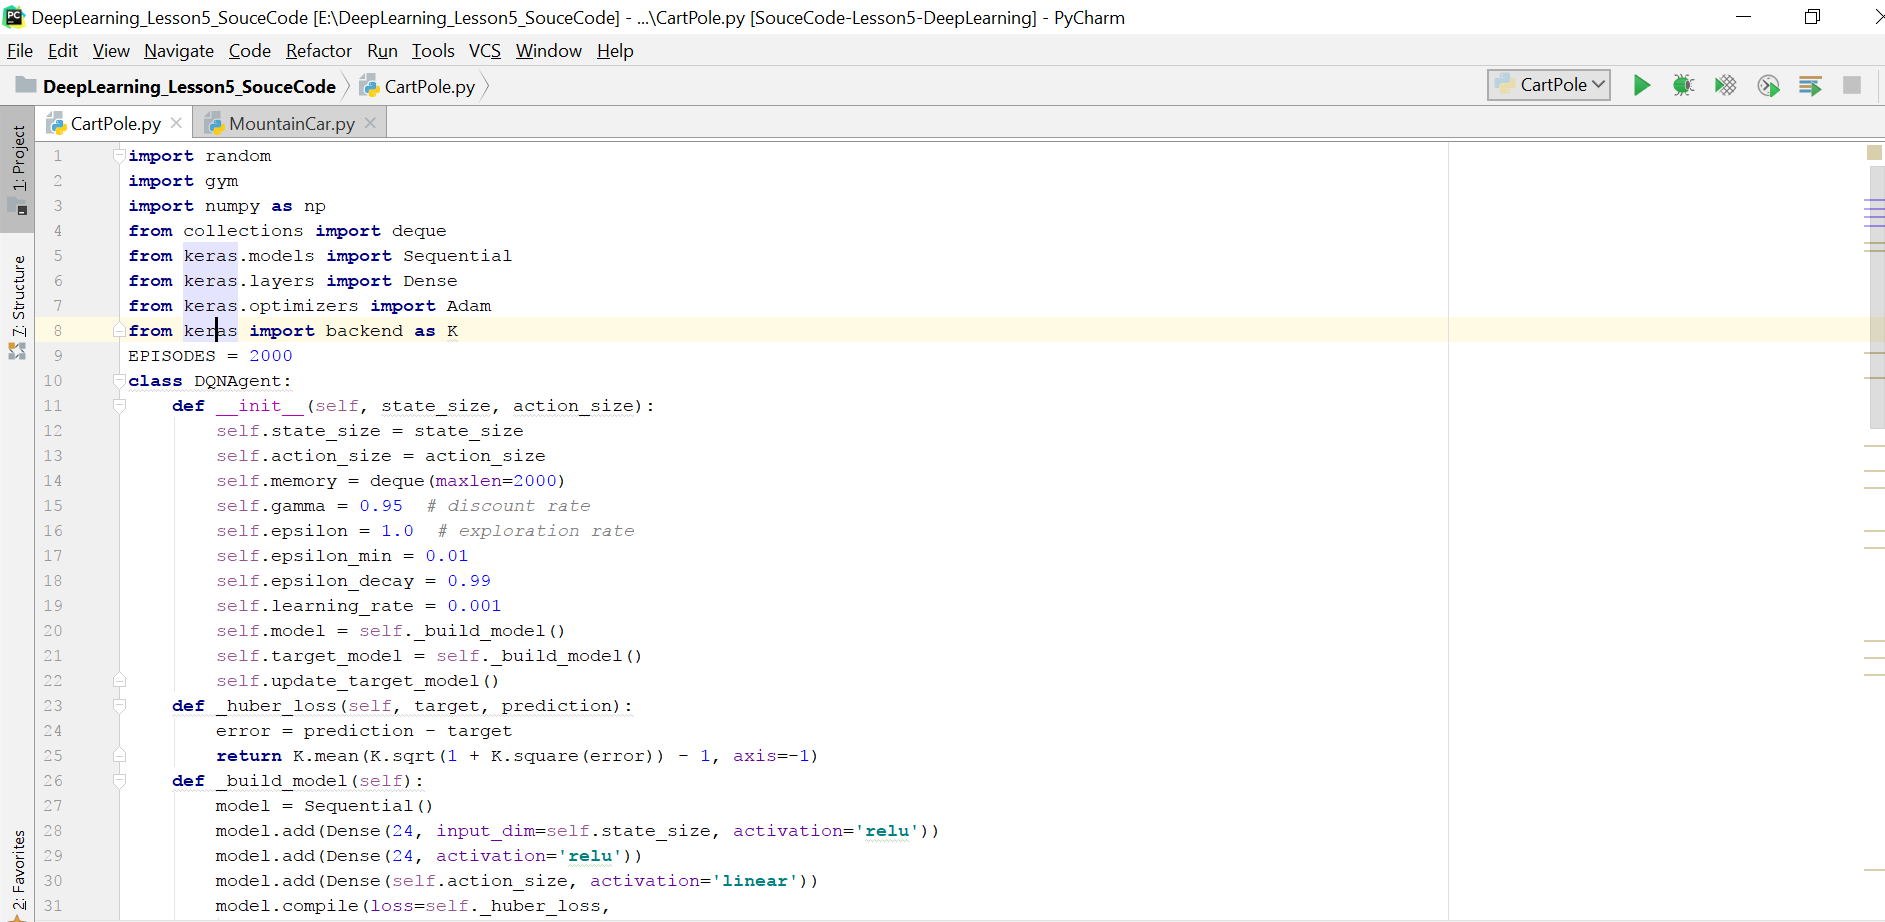 PC DeepLearning_Lesson5_SouceCode [E:\DeepLearning_Lesson5_SouceCode] - ...\CartPole.py [SouceCode-Lesson5-DeepLearning] - PyCharm
File Edit View Navigate Code Refactor Run Tools VCS Window Help
DeepLearning_Lesson5_SouceCode CartPole.py CartPole
CartPole.py MountainCar.py
1: Project
7: Structure
2: Favorites
1 import random
2 import gym
3 import numpy as np
4 from collections import deque
5 from keras.models import Sequential
6 from keras.layers import Dense
7 from keras.optimizers import Adam
8 from keras import backend as K
9 EPISODES = 2000
10 class DQNAgent:
11     def __init__(self, state_size, action_size):
12         self.state_size = state_size
13         self.action_size = action_size
14         self.memory = deque(maxlen=2000)
15         self.gamma = 0.95  # discount rate
16         self.epsilon = 1.0  # exploration rate
17         self.epsilon_min = 0.01
18         self.epsilon_decay = 0.99
19         self.learning_rate = 0.001
20         self.model = self._build_model()
21         self.target_model = self._build_model()
22         self.update_target_model()
23     def _huber_loss(self, target, prediction):
24         error = prediction - target
25         return K.mean(K.sqrt(1 + K.square(error)) - 1, axis=-1)
26     def _build_model(self):
27         model = Sequential()
28         model.add(Dense(24, input_dim=self.state_size, activation='relu'))
29         model.add(Dense(24, activation='relu'))
30         model.add(Dense(self.action_size, activation='linear'))
31         model.compile(loss=self._huber_loss,